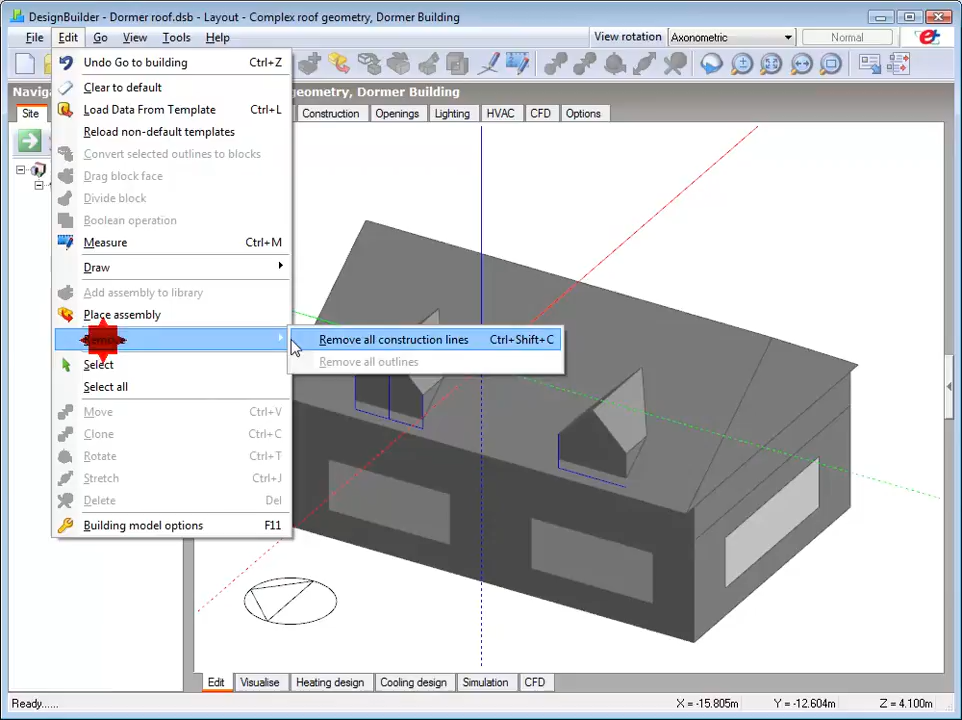 DesignBuilder - Dormer roof.dsb - Layout - Complex roof geometry, Dormer Building
File Edit Go View Tools Help
View rotation Axonometric Normal
Undo Go to building Ctrl+Z
Clear to default
Navig geometry, Dormer Building
Load Data From Template Ctrl+L
Site Construction Openings Lighting HVAC CFD Options
Reload non-default templates
Convert selected outlines to blocks
Drag block face
Divide block
Boolean operation
Measure Ctrl+M
Draw
Add assembly to library
Place assembly
Remove all construction lines Ctrl+Shift+C
Remove all outlines
Select
Select all
Move Ctrl+V
Clone Ctrl+C
Rotate Ctrl+T
Stretch Ctrl+J
Delete Del
Building model options F11
Edit Visualise Heating design Cooling design Simulation CFD
Ready.... X = -15.805m Y = -12.604m Z = 4.100m